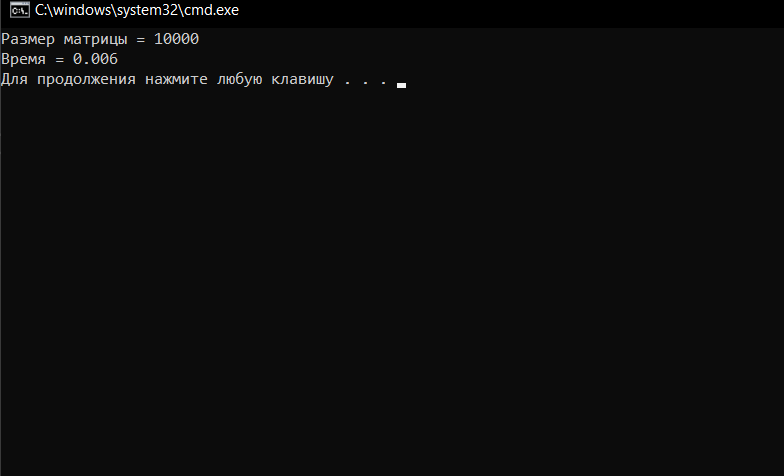 C:\windows\system32\cmd.exe
Размер матрицы = 10000
Время = 0.006
Для продолжения нажмите любую клавишу . . .